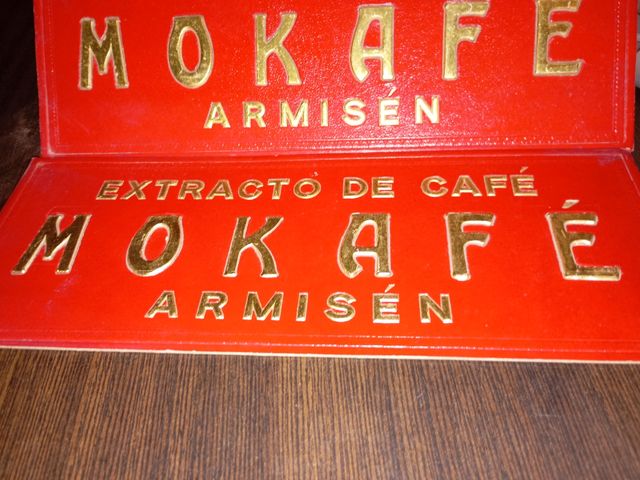 MOKAFÉ
ARMISÉN
EXTRACTO DE CAFÉ
MOKAFÉ
ARMISÉN